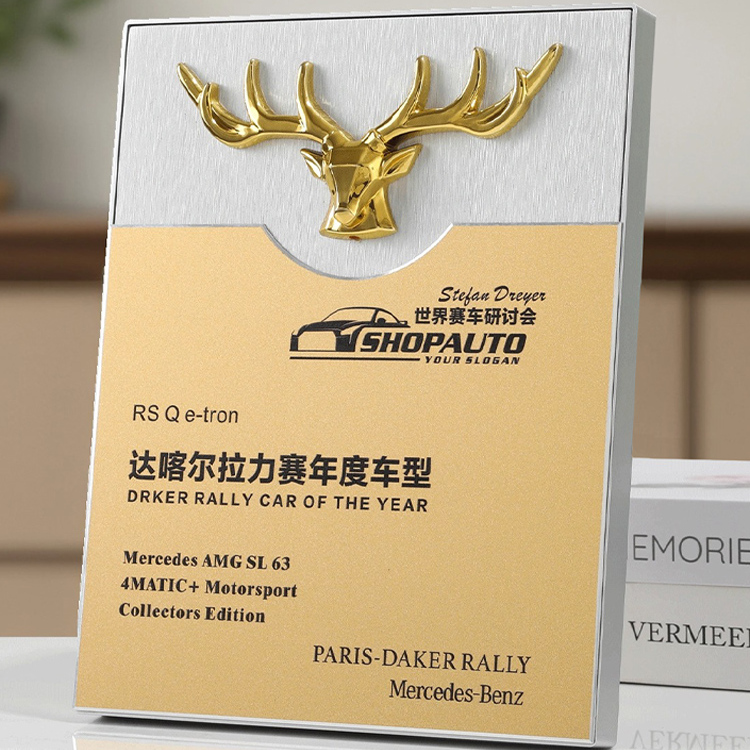 Stefan Dreyer
世界赛车研讨会
SHOPAUTO
YOUR SLOGAN
RS Q e-tron
达喀尔拉力赛年度车型
DRKER RALLY CAR OF THE YEAR
Mercedes AMG SL 63
4MATIC+ Motorsport
Collectors Edition
PARIS-DAKER RALLY
Mercedes-Benz
EMORIE
VERMEE